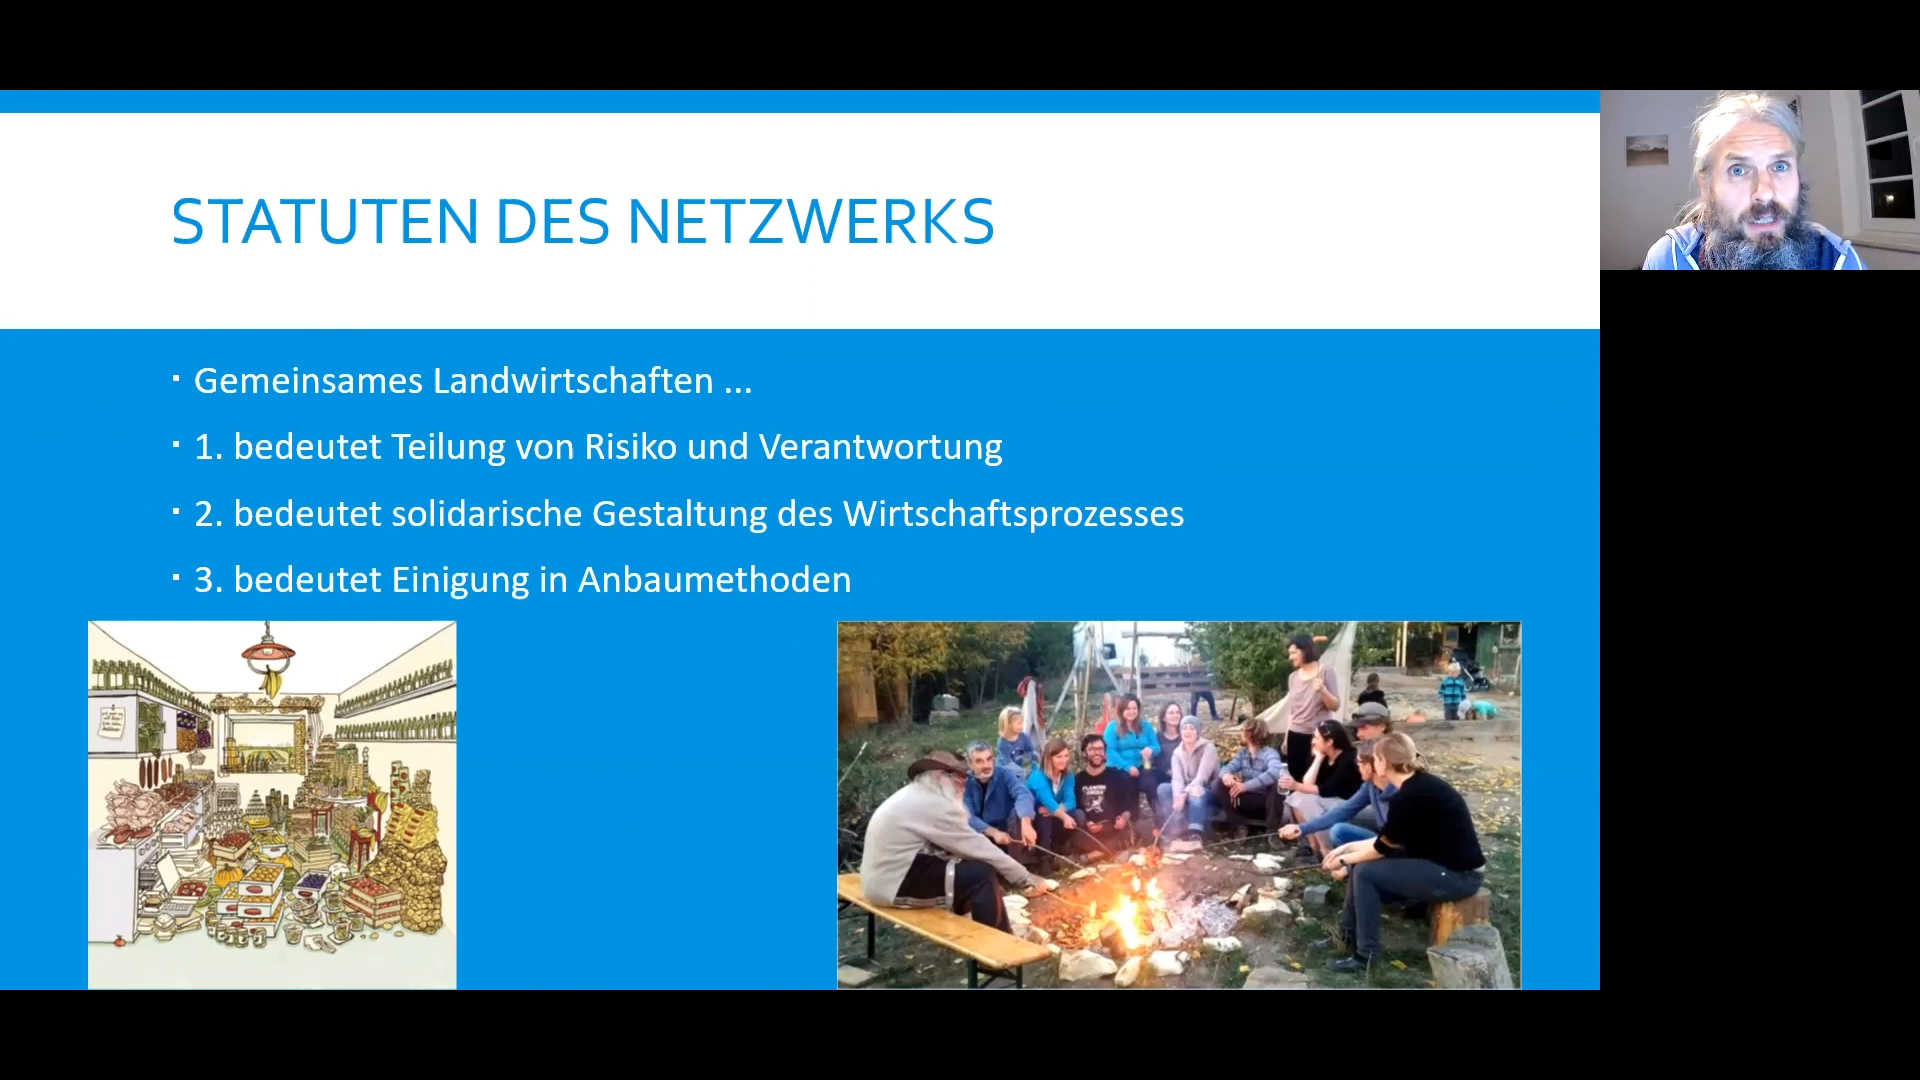 STATUTEN DES NETZWERKS
▪ Gemeinsames Landwirtschaften ...
▪ 1. bedeutet Teilung von Risiko und Verantwortung
▪ 2. bedeutet solidarische Gestaltung des Wirtschaftsprozesses
▪ 3. bedeutet Einigung in Anbaumethoden